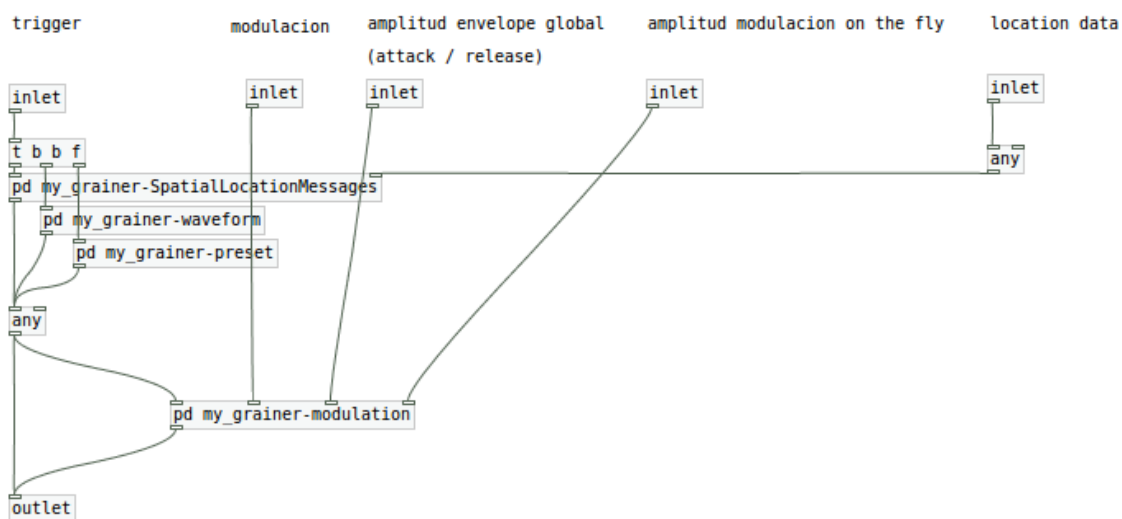 trigger
modulacion
amplitud envelope global
(attack / release)
amplitud modulacion on the fly
location data
inlet
inlet
inlet
inlet
inlet
t b b f
any
pd my_grainer-SpatialLocationMessages
pd my_grainer-waveform
pd my_grainer-preset
any
pd my_grainer-modulation
outlet